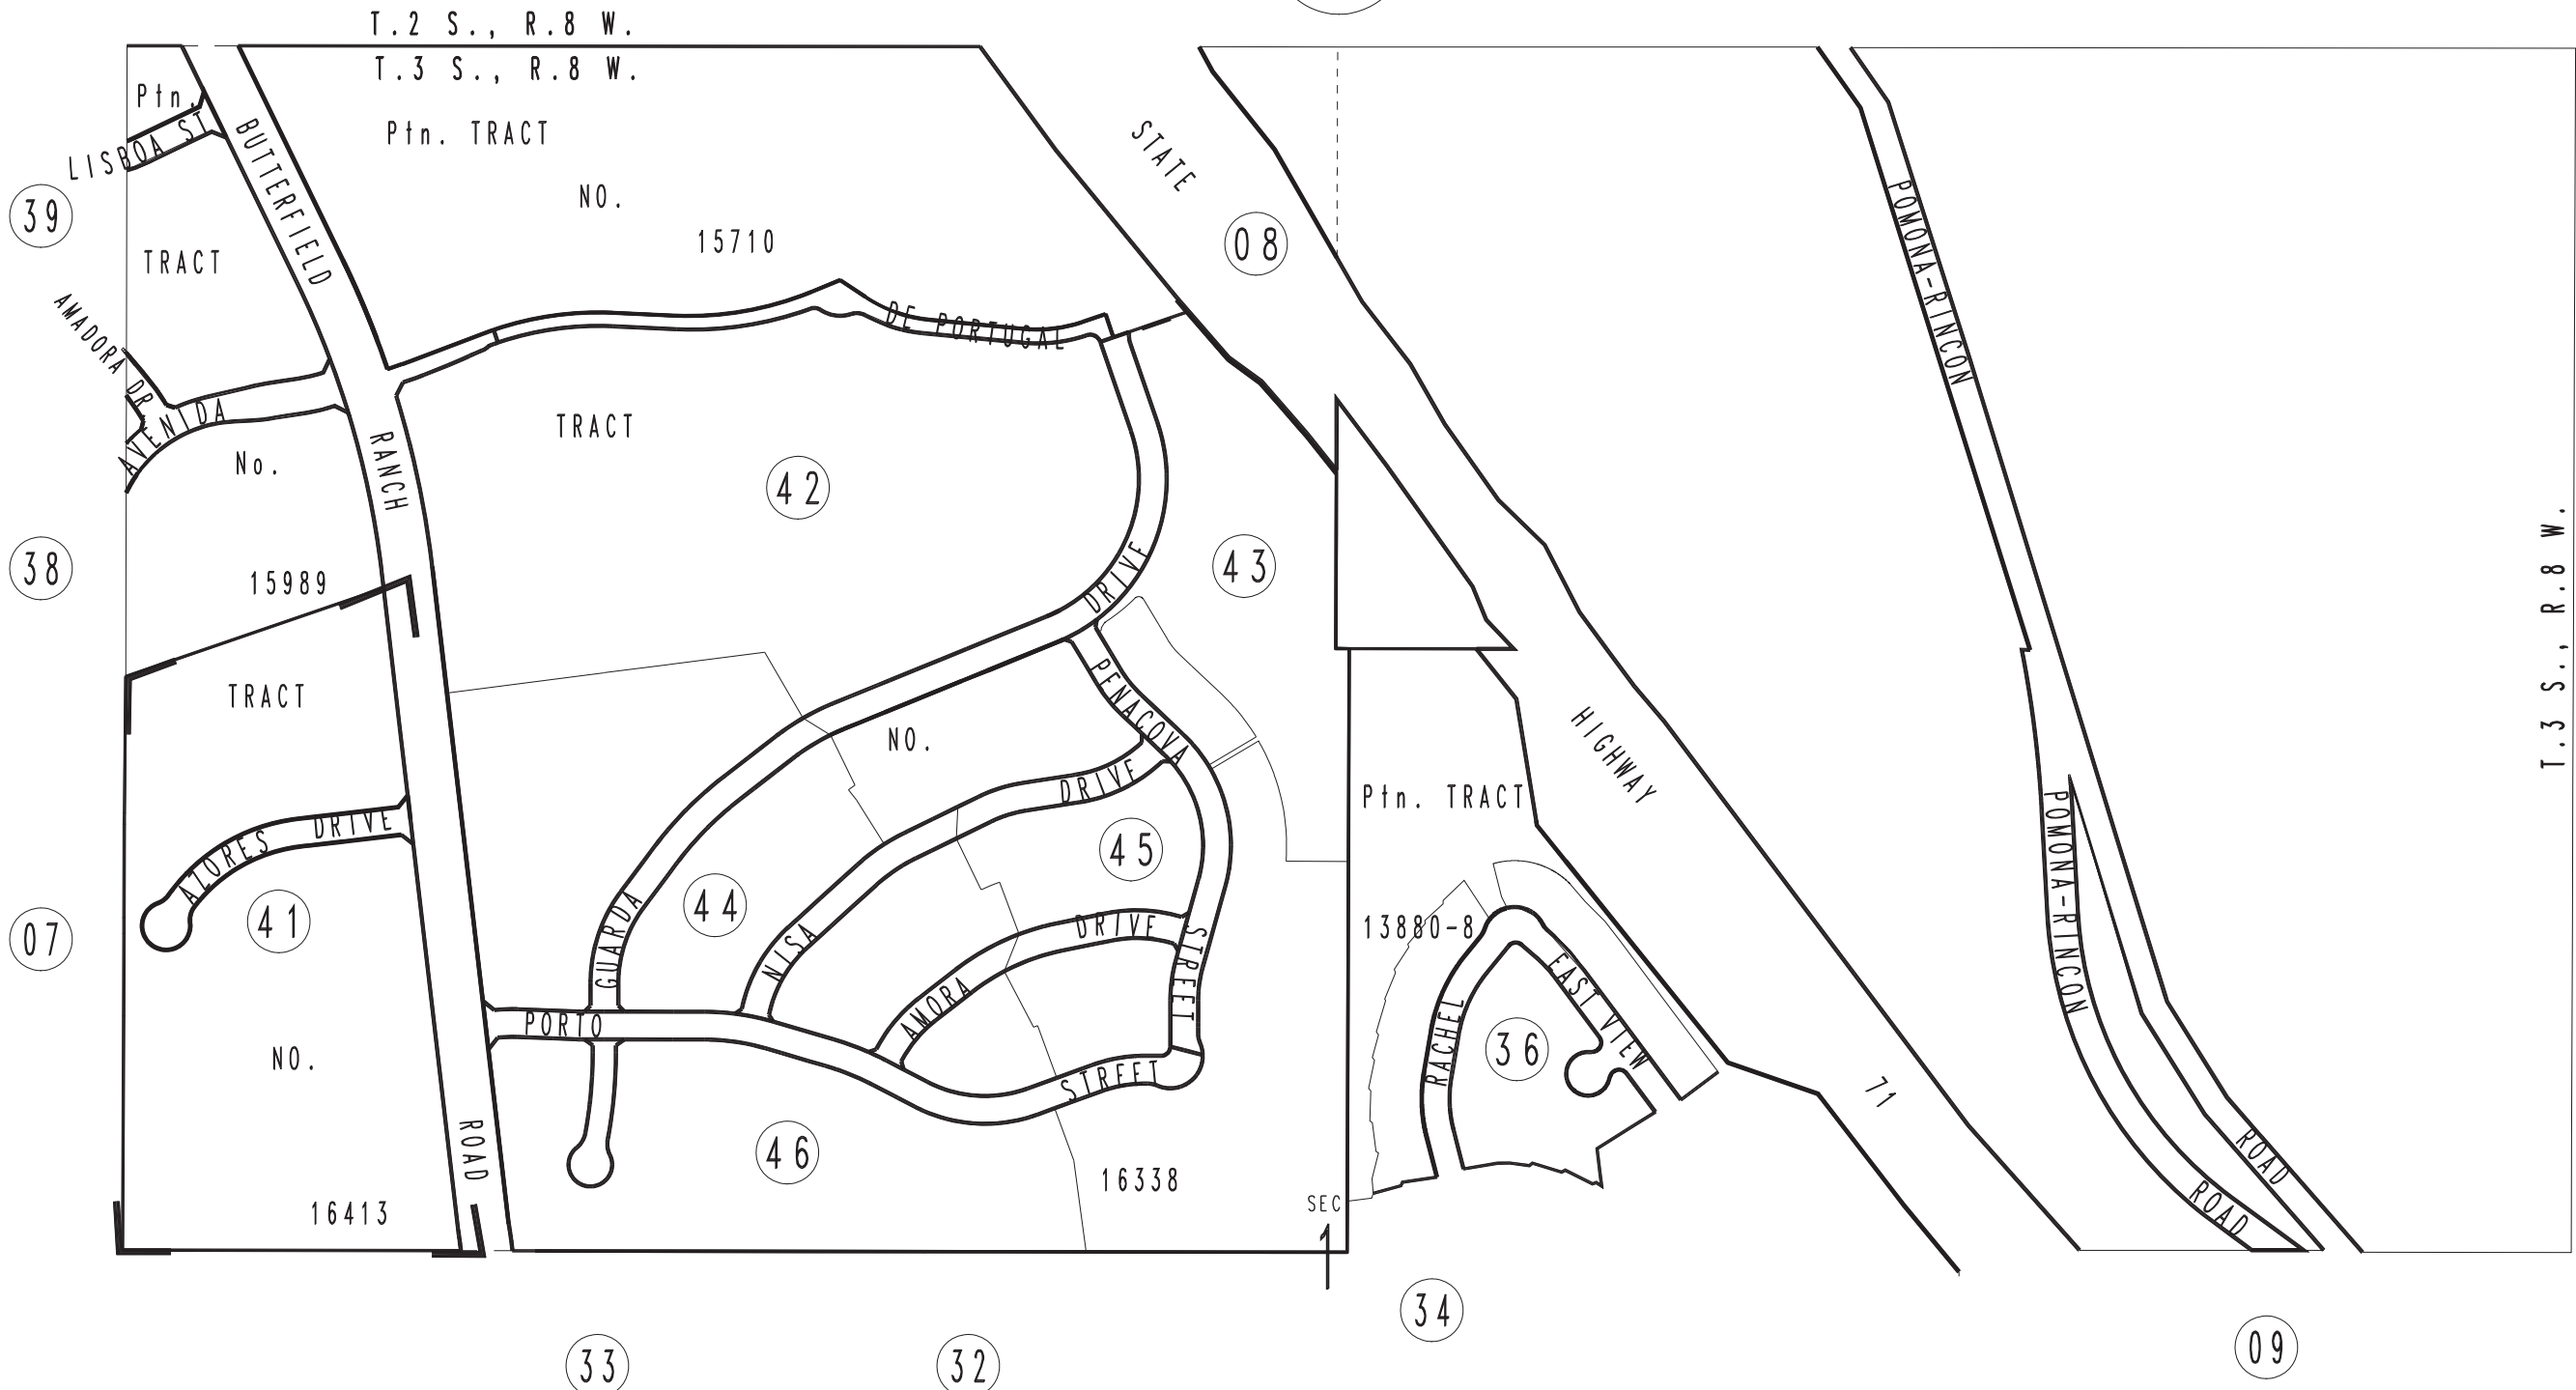 T.2 S., R.8 W.
T.3 S., R.8 W.
Ptn.
LISBOA ST
BUTTERFIELD
Ptn. TRACT
NO.
15710
STATE
08
39
TRACT
AMADORA DR
AVENIDA
DE PORTUGAL
POMONA-RINCON
No.
RANCH
TRACT
42
43
38
15989
DRIVE
T.3 S., R.8 W.
TRACT
NO.
PENACOVA
HIGHWAY
AZORES DRIVE
DRIVE
Ptn. TRACT
POMONA-RINCON
45
44
41
07
GUARDA
NISA
DRIVE
STREET
13880-8
EAST VIEW
RACHEL
36
PORTO
AMORA
NO.
STREET
71
ROAD
46
16338
ROAD
ROAD
16413
SEC
1
34
33
32
09